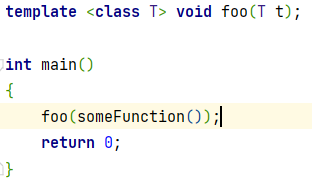 template <class T> void foo(T t);
int main()
{
foo(someFunction());
return 0;
}